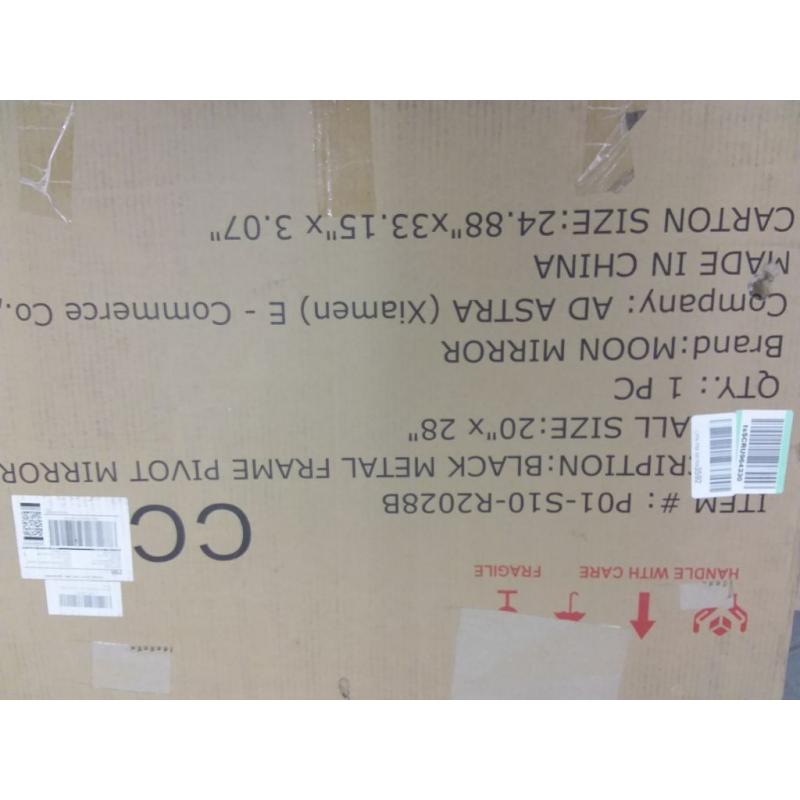 HANDLE WITH CARE FRAGILE
ITEM #: P01-S10-R2028B
RIPTION:BLACK METAL FRAME PIVOT MIRROR
ALL SIZE:20"x 28"
QTY.: 1 PC
Brand:MOON MIRROR
Company: AD ASTRA (Xiamen) E - Commerce Co.,
MADE IN CHINA
CARTON SIZE:24.88"x33.15"x 3.07"
CC